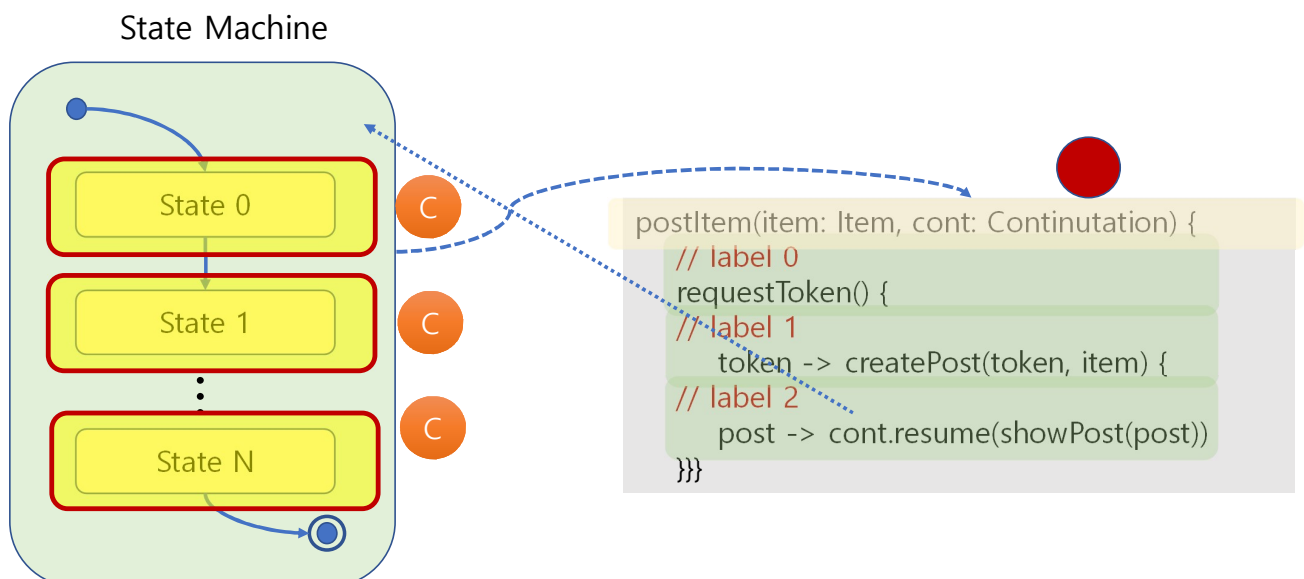 State Machine
State 0
C
State 1
C
State N
C
postItem(item: Item, cont: Continutation) {
// label 0
requestToken() {
// label 1
token -> createPost(token, item) {
// label 2
post -> cont.resume(showPost(post))
}}}